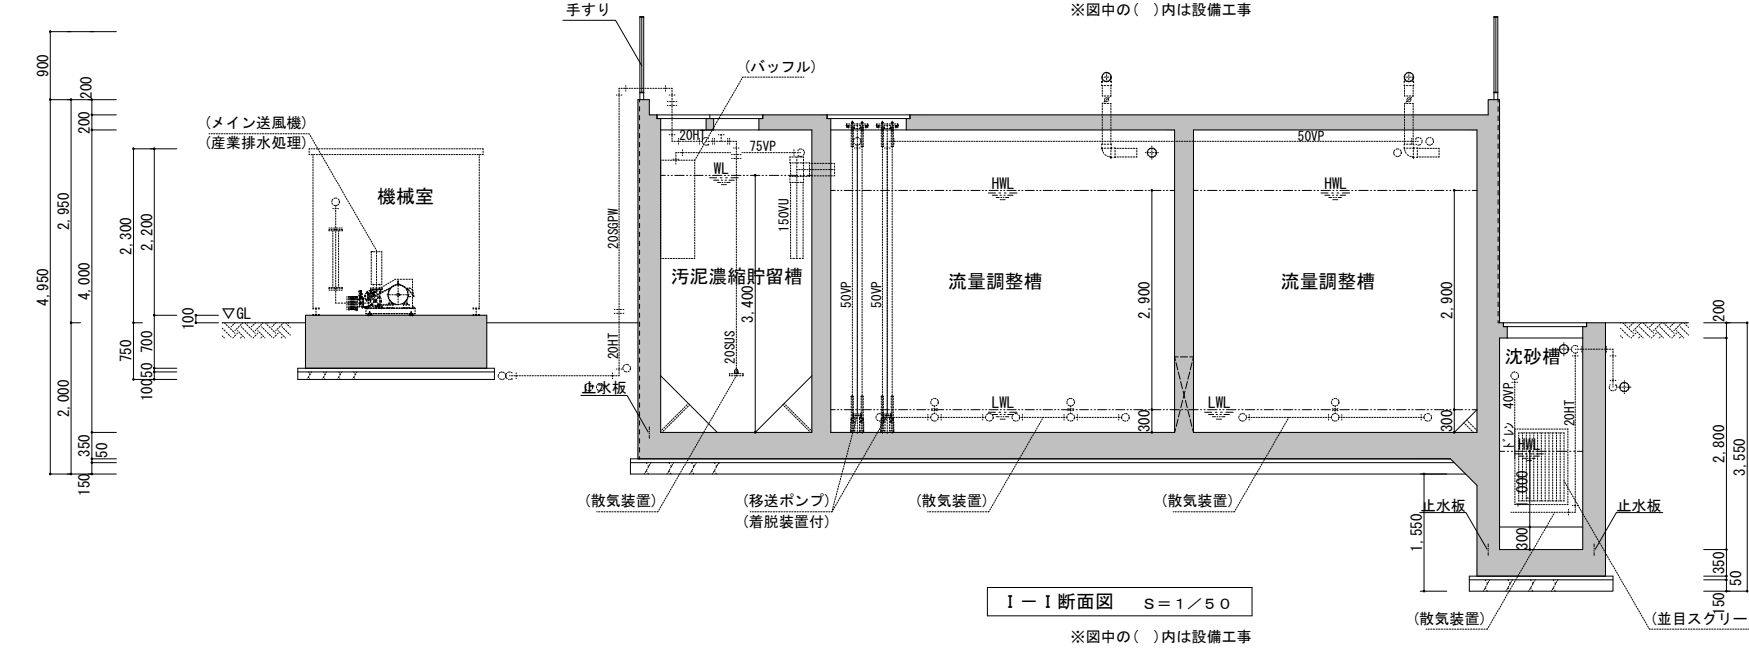 ※図中の(　)内は設備工事
手すり
(バッフル)
(メイン送風機)
(産業排水処理)
機械室
▽GL
900
200
200
2,950
4,950
4,000
2,000
350
50
150
2,300
2,200
750
700
50
100
100
20HT
75VP
WL
150VU
20SGPW
20HT
汚泥濃縮貯留槽
3,400
20SUS
止水板
50VP
50VP
HWL
流量調整槽
2,900
LWL
300
50VP
HWL
流量調整槽
2,900
LWL
300
沈砂槽
ドレン 40VP
20HT
HWL
1,000
300
止水板
止水板
200
2,800
3,550
350
50
150
1,550
(散気装置)
(移送ポンプ)
(着脱装置付)
(散気装置)
(散気装置)
(散気装置)
(並目スクリー
I－I断面図　S＝1／50
※図中の(　)内は設備工事